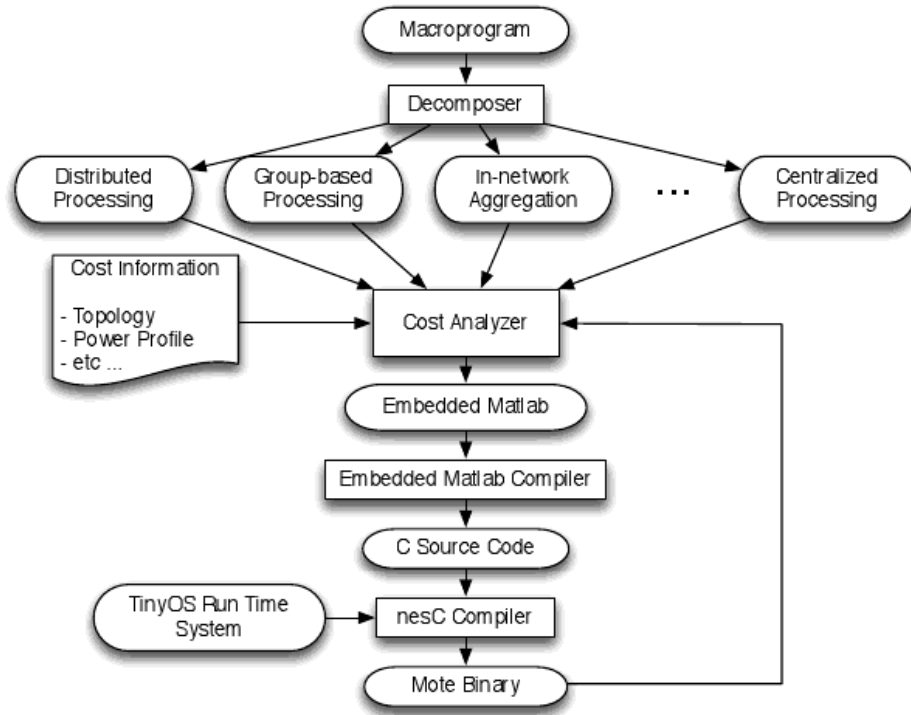 Macroprogram
Decomposer
Distributed
Processing
Group-based
Processing
In-network
Aggregation
...
Centralized
Processing
Cost Information
- Topology
- Power Profile
- etc ...
Cost Analyzer
Embedded Matlab
Embedded Matlab Compiler
C Source Code
TinyOS Run Time
System
nesC Compiler
Mote Binary